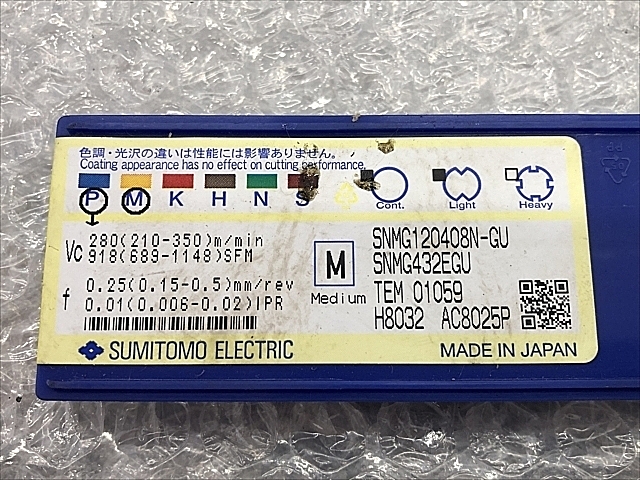 色調・光沢の違いは性能には影響ありません。
Coating appearance has no effect on cutting performance.
P M K H N S Cont. Light Heavy
Vc 280(210-350)m/min
918(689-1148)SFM
f 0.25(0.15-0.5)mm/rev
0.01(0.006-0.02)IPR
M
Medium
SNMG120408N-GU
SNMG432EGU
TEM 01059
H8032 AC8025P
SUMITOMO ELECTRIC
MADE IN JAPAN
PP